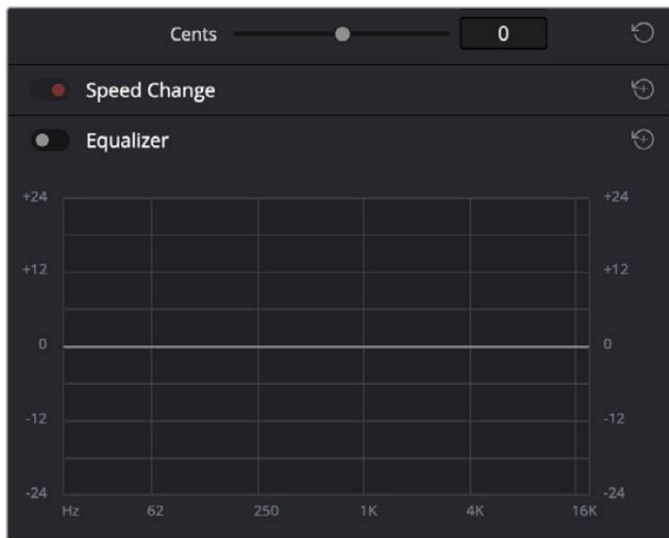 Cents 0
Speed Change
Equalizer
+24 +24
+12 +12
0 0
-12 -12
-24 -24
Hz 62 250 1K 4K 16K